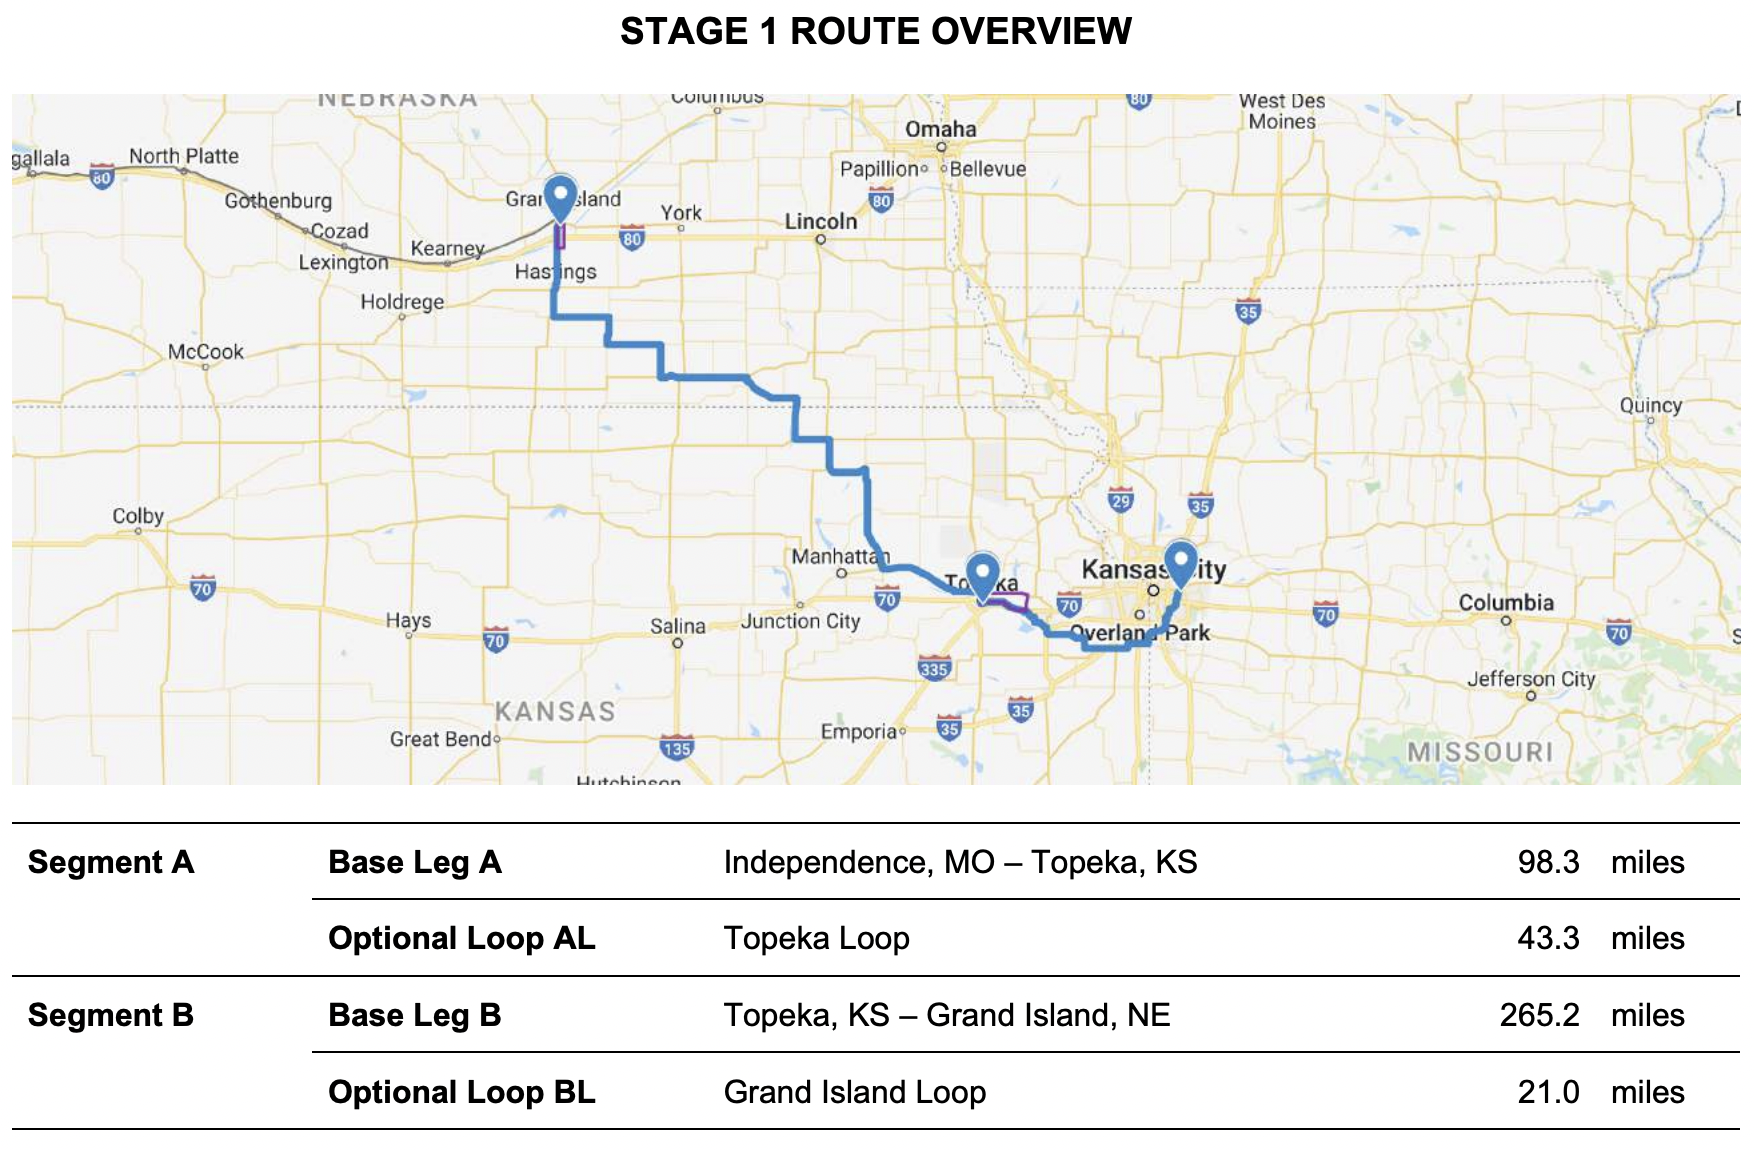 STAGE 1 ROUTE OVERVIEW
NEBRASKA
Columbus
80
West Des
Moines
Omaha
gallala
80
North Platte
Papillion
Bellevue
Gothenburg
Grand Island
80
York
Lincoln
Cozad
80
Kearney
Lexington
Hastings
Holdrege
35
McCook
Quincy
29
35
Colby
Manhattan
Topeka
Kansas City
70
70
70
Columbia
70
Hays
70
Salina
Junction City
Overland Park
70
335
Jefferson City
KANSAS
35
Great Bend
135
Emporia
35
MISSOURI
Hutchinson
Segment A Base Leg A Independence, MO – Topeka, KS 98.3 miles
Optional Loop AL Topeka Loop 43.3 miles
Segment B Base Leg B Topeka, KS – Grand Island, NE 265.2 miles
Optional Loop BL Grand Island Loop 21.0 miles